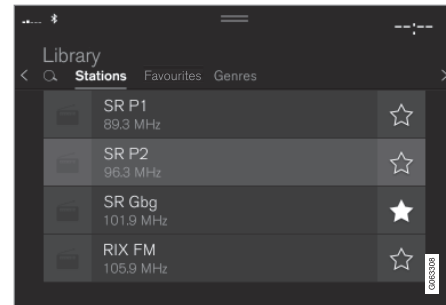 --:--
Library
Stations Favourites Genres
SR P1
89.3 MHz
SR P2
96.3 MHz
SR Gbg
101.9 MHz
RIX FM
105.9 MHz
G063308